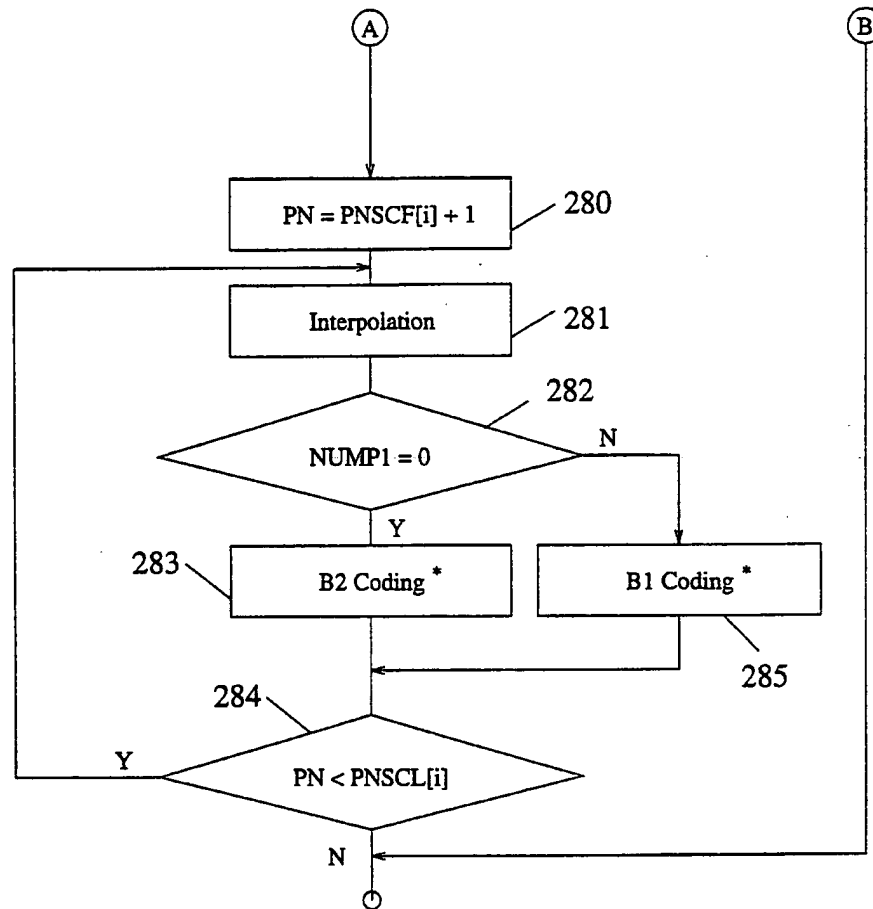 A
B
PN = PNSCF[i] + 1
280
Interpolation
281
282
NUMP1 = 0
N
Y
283
B2 Coding *
B1 Coding *
285
284
Y
PN < PNSCL[i]
N